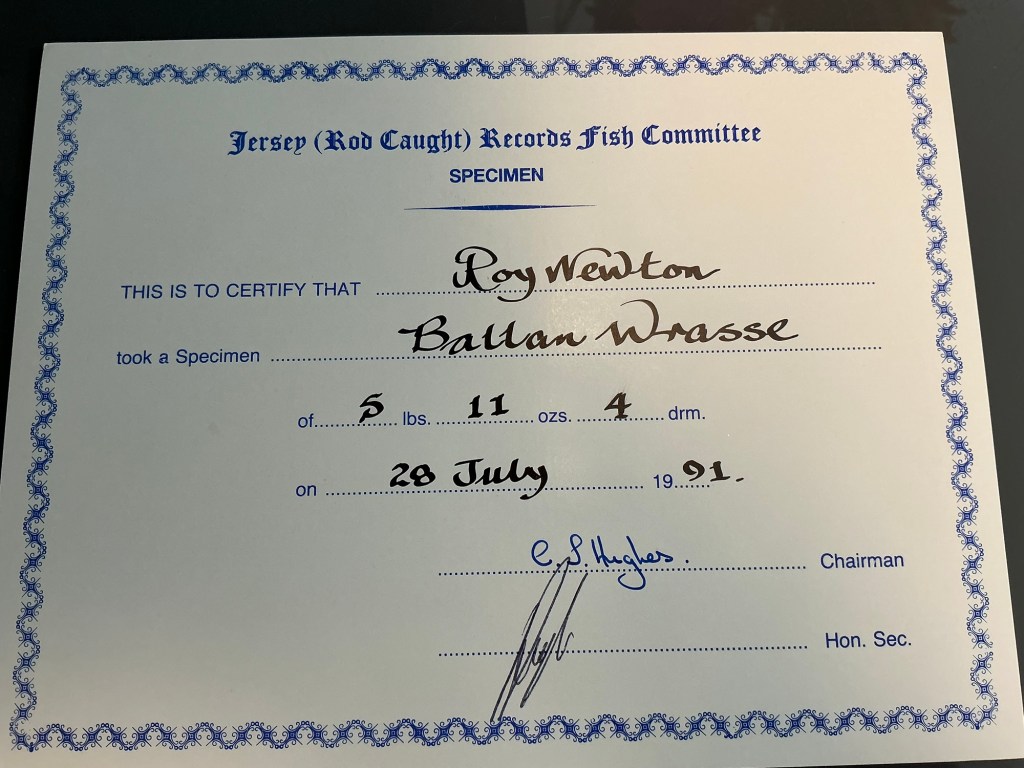 Jersey (Rod Caught) Records Fish Committee
SPECIMEN
THIS IS TO CERTIFY THAT Roy Newton
took a Specimen Ballan Wrasse
of 5 lbs. 11 ozs. 4 drm.
on 28 July 1991.
C. S. Hughes. Chairman
Hon. Sec.